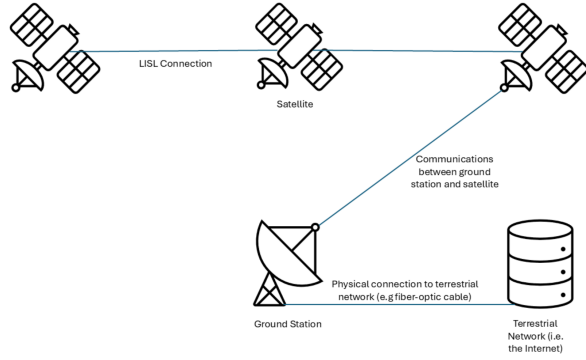 LISL Connection
Satellite
Communications
between ground
station and satellite
Physical connection to terrestrial
network (e.g fiber-optic cable)
Ground Station
Terrestrial
Network (i.e.
the Internet)